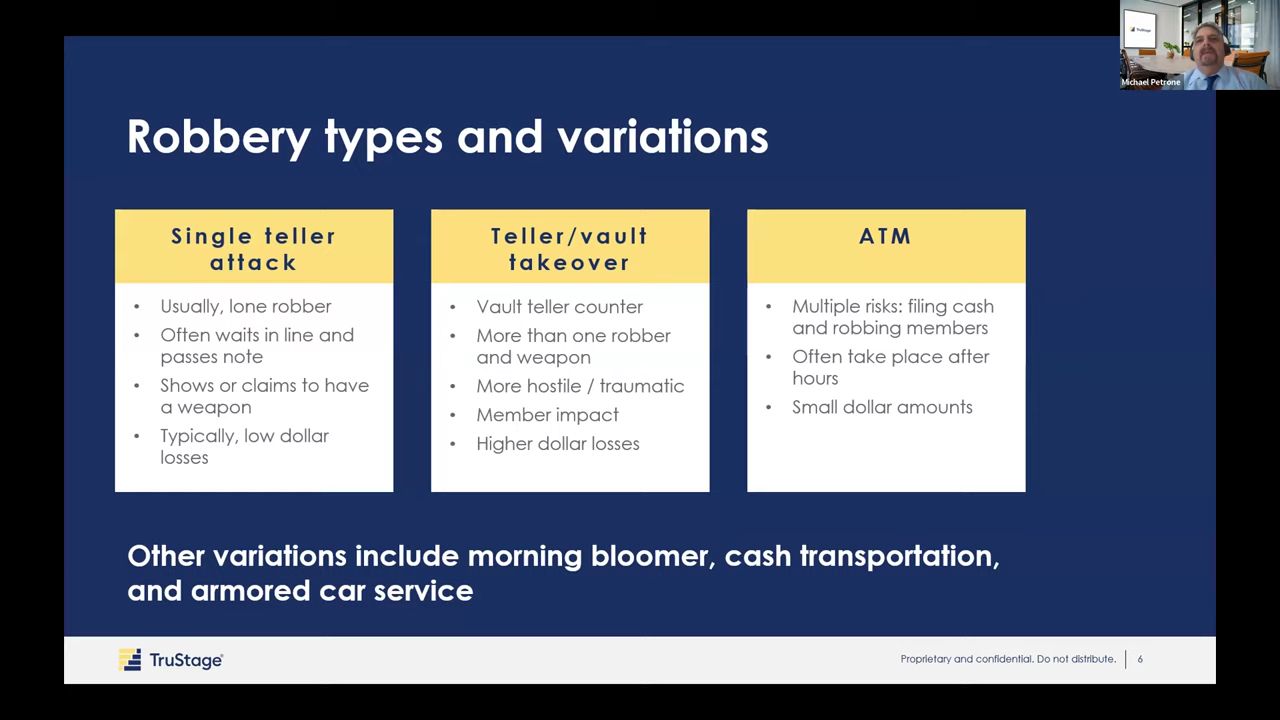 TruStage
Michael Petrone
Robbery types and variations
Single teller
attack
• Usually, lone robber
• Often waits in line and
passes note
• Shows or claims to have
a weapon
• Typically, low dollar
losses
Teller/vault
takeover
• Vault teller counter
• More than one robber
and weapon
• More hostile / traumatic
• Member impact
• Higher dollar losses
ATM
• Multiple risks: filing cash
and robbing members
• Often take place after
hours
• Small dollar amounts
Other variations include morning bloomer, cash transportation,
and armored car service
TruStage®
Proprietary and confidential. Do not distribute. | 6